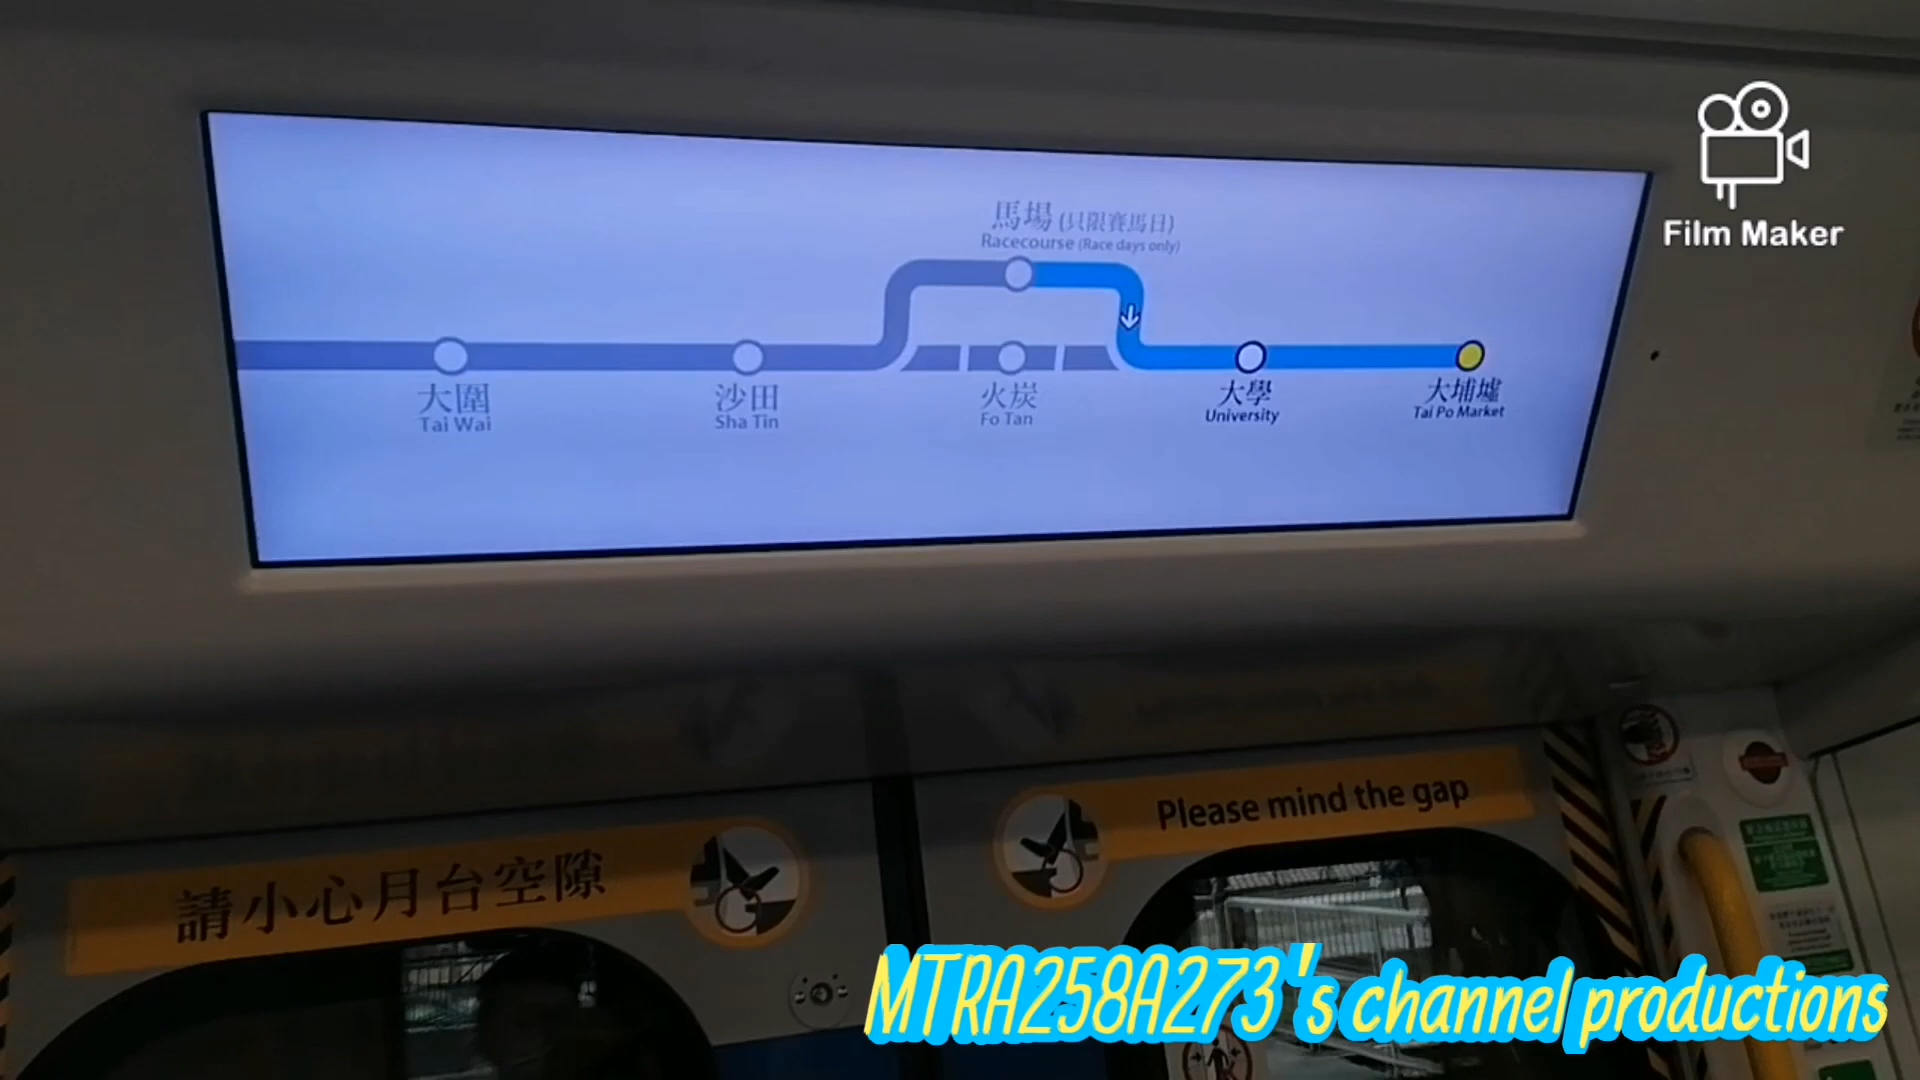 Film Maker
馬場 (只限賽馬日)
Racecourse (Race days only)
大圍
Tai Wai
沙田
Sha Tin
火炭
Fo Tan
大學
University
大埔墟
Tai Po Market
請小心月台空隙
Please mind the gap
MTRA258A273's channel productions